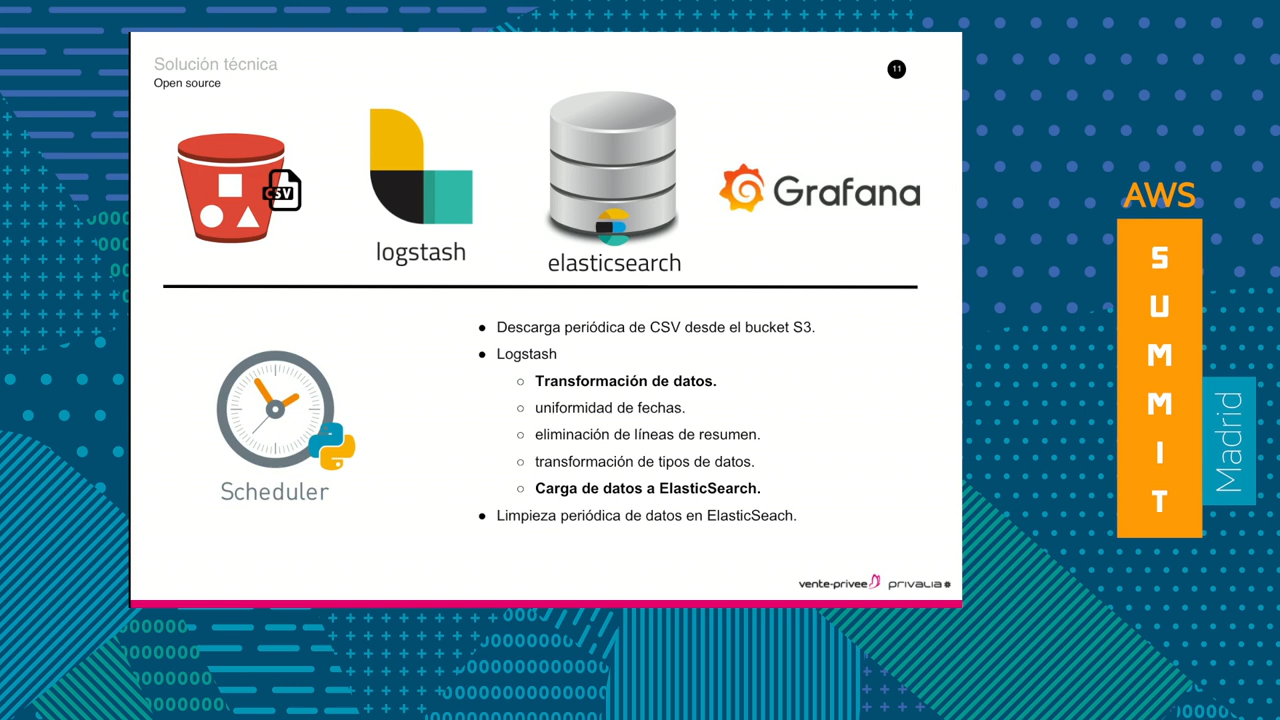 Solución técnica
Open source
11
CSV
logstash
elasticsearch
Grafana
Scheduler
● Descarga periódica de CSV desde el bucket S3.
● Logstash
○ Transformación de datos.
○ uniformidad de fechas.
○ eliminación de líneas de resumen.
○ transformación de tipos de datos.
○ Carga de datos a ElasticSearch.
● Limpieza periódica de datos en ElasticSeach.
vente-privee PRIVALIA
AWS
SUMMIT
Madrid